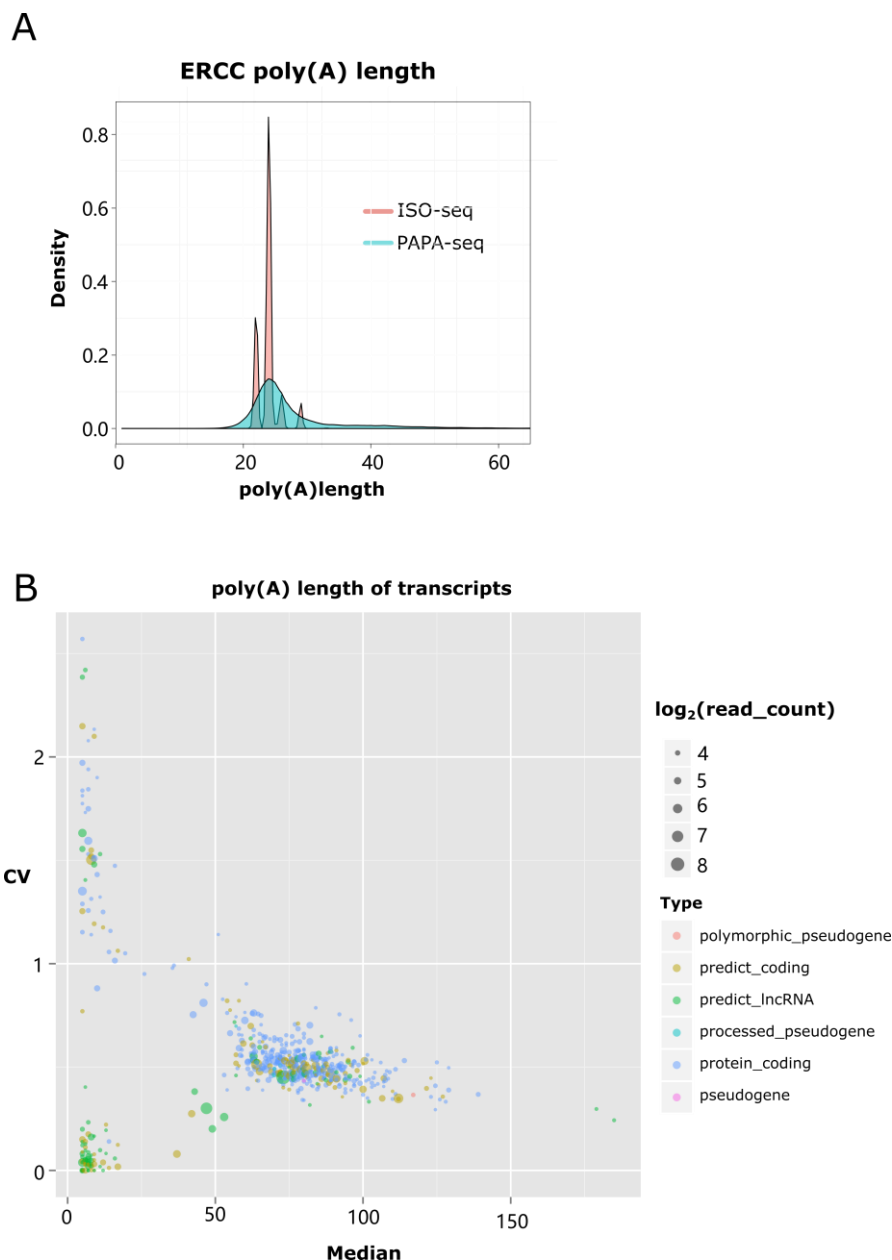 A
ERCC poly(A) length
0.8
0.6
0.4
0.2
0.0
Density
ISO-seq
PAPA-seq
0
20
40
60
poly(A)length
B
poly(A) length of transcripts
2
1
0
CV
0
50
100
150
Median
log₂(read_count)
4
5
6
7
8
Type
polymorphic_pseudogene
predict_coding
predict_lncRNA
processed_pseudogene
protein_coding
pseudogene